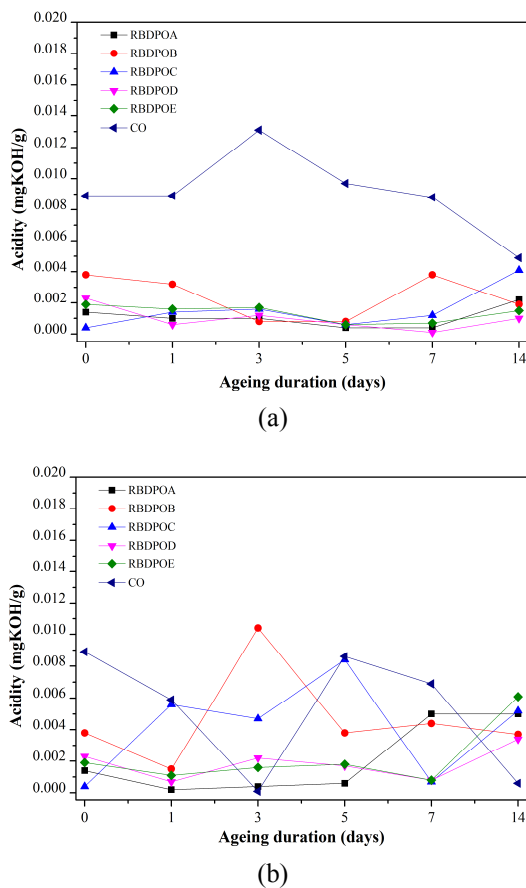 0.020
0.018
0.016
0.014
0.012
0.010
0.008
0.006
0.004
0.002
0.000
Acidity (mgKOH/g)
RBDPOA
RBDPOB
RBDPOC
RBDPOD
RBDPOE
CO
0 1 3 5 7 14
Ageing duration (days)
(a)
0.020
0.018
0.016
0.014
0.012
0.010
0.008
0.006
0.004
0.002
0.000
Acidity (mgKOH/g)
RBDPOA
RBDPOB
RBDPOC
RBDPOD
RBDPOE
CO
0 1 3 5 7 14
Ageing duration (days)
(b)